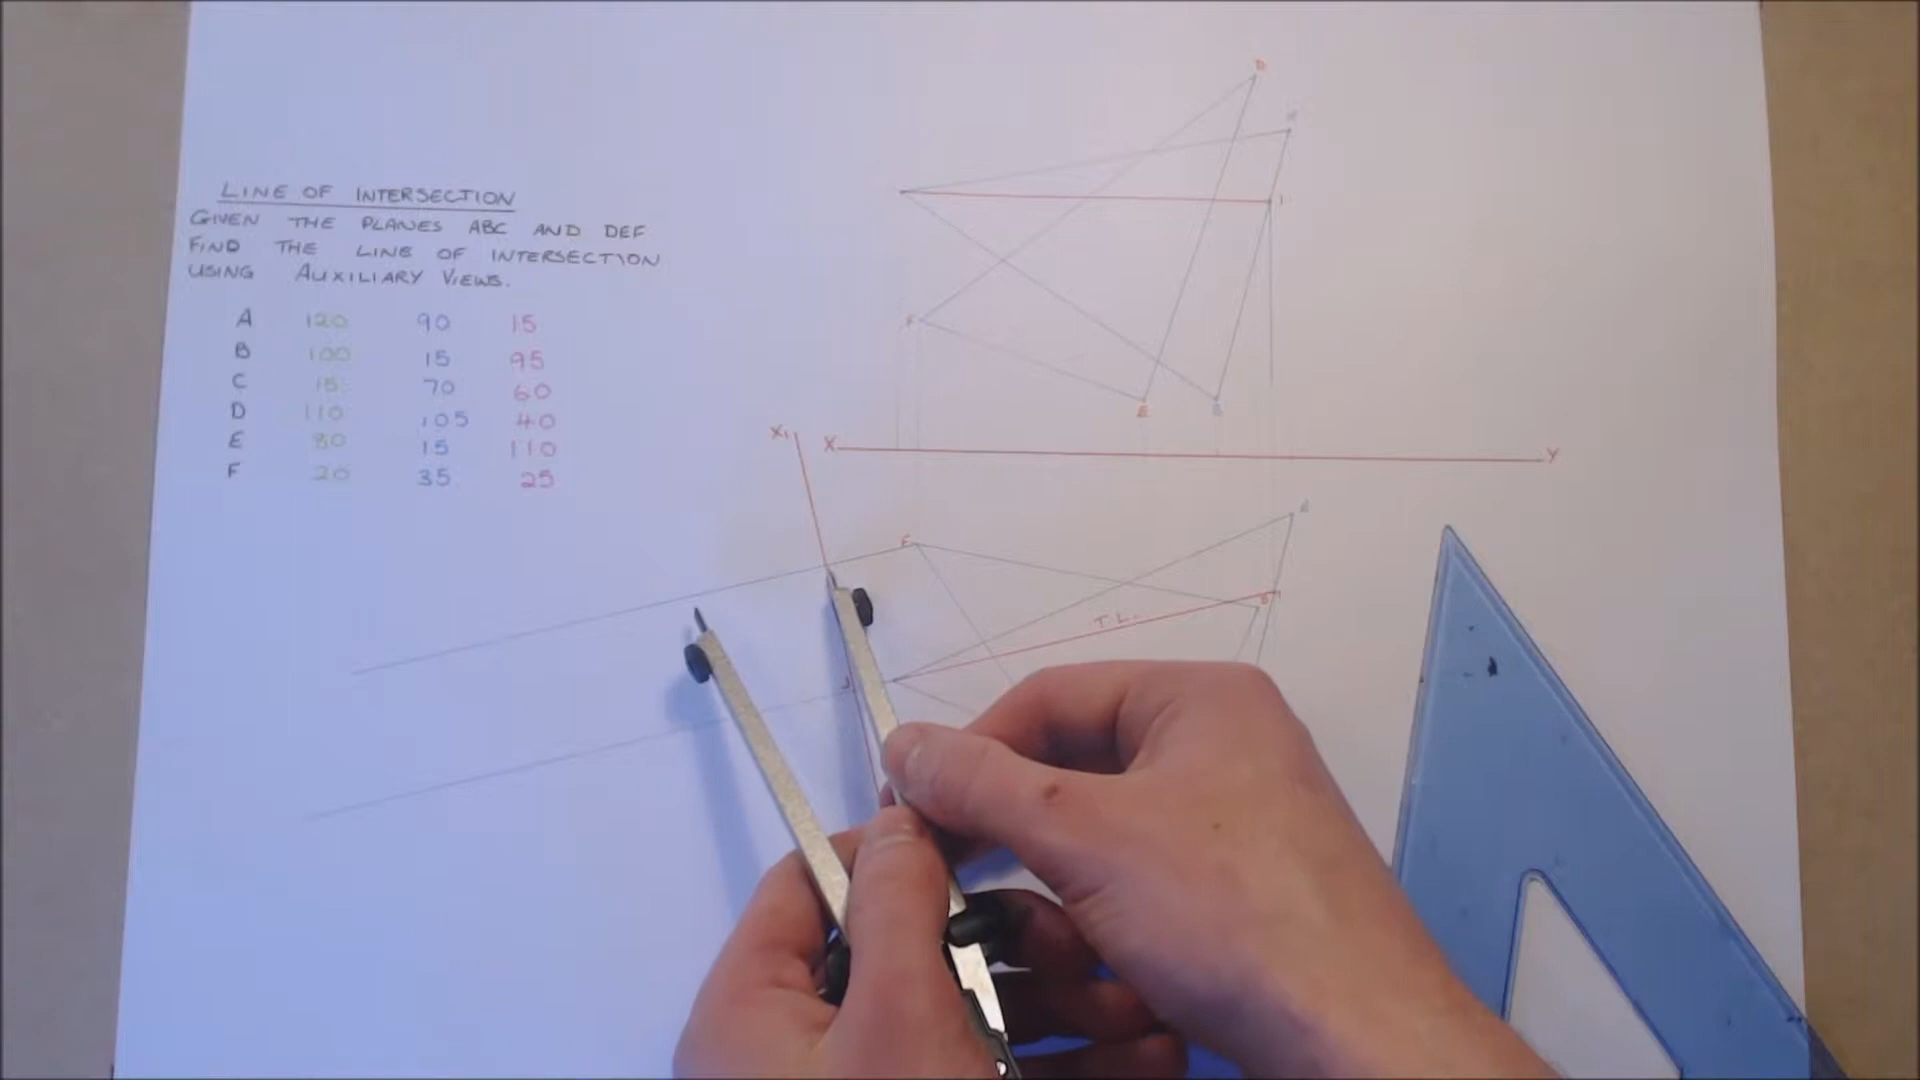 LINE OF INTERSECTION
GIVEN THE PLANES ABC AND DEF
FIND THE LINE OF INTERSECTION
USING AUXILIARY VIEWS.
A 120 90 15
B 100 15 95
C 15 70 60
D 110 105 40
E 80 15 110
F 20 35 25
D
F
E
B
X1
X
Y
F
T.L.
D